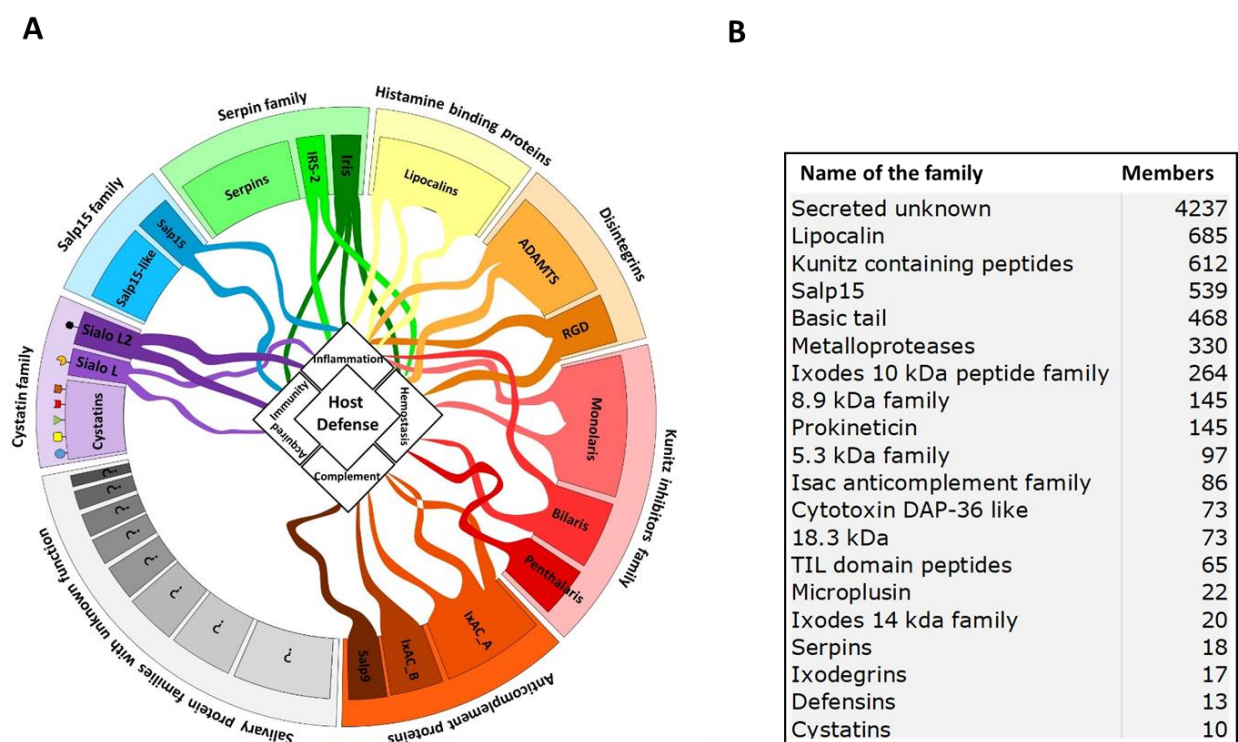 A
B
Serpin family
Histamine binding proteins
Disintegrins
Kunitz inhibitors family
Anticomplement proteins
Salivary protein families with unknown function
Cystatin family
Salp15 family
Serpins
IRS-2
Iris
Lipocalins
ADAMTS
RGD
Monolaris
Bilaris
Penthalaris
IxAC_A
IxAC_B
Salp9
?
?
?
?
?
?
?
Cystatins
Sialo L
Sialo L2
Salp15-like
Salp15
Inflammation
Hemostasis
Complement
Acquired Immunity
Host
Defense
Name of the family Members
Secreted unknown 4237
Lipocalin 685
Kunitz containing peptides 612
Salp15 539
Basic tail 468
Metalloproteases 330
Ixodes 10 kDa peptide family 264
8.9 kDa family 145
Prokineticin 145
5.3 kDa family 97
Isac anticomplement family 86
Cytotoxin DAP-36 like 73
18.3 kDa 73
TIL domain peptides 65
Microplusin 22
Ixodes 14 kda family 20
Serpins 18
Ixodegrins 17
Defensins 13
Cystatins 10